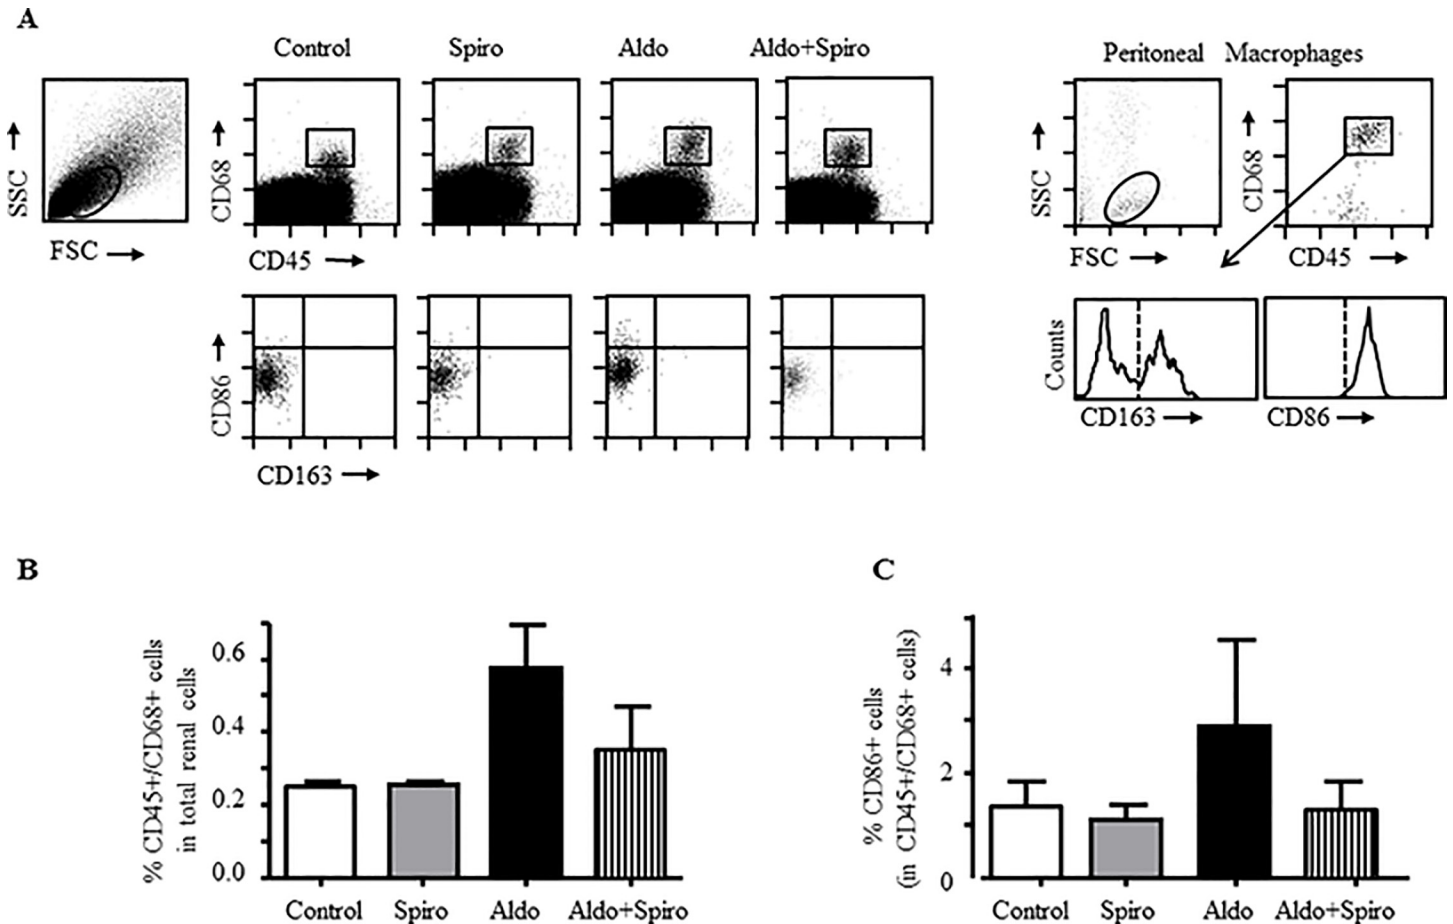 A
Control Spiro Aldo Aldo+Spiro
Peritoneal Macrophages
SSC
FSC
CD68
CD45
SSC
FSC
CD68
CD45
CD86
CD163
Counts
CD163
CD86
B
% CD45+/CD68+ cells
in total renal cells
0.6
0.4
0.2
0.0
Control Spiro Aldo Aldo+Spiro
C
% CD86+ cells
(in CD45+/CD68+ cells)
4
2
0
Control Spiro Aldo Aldo+Spiro